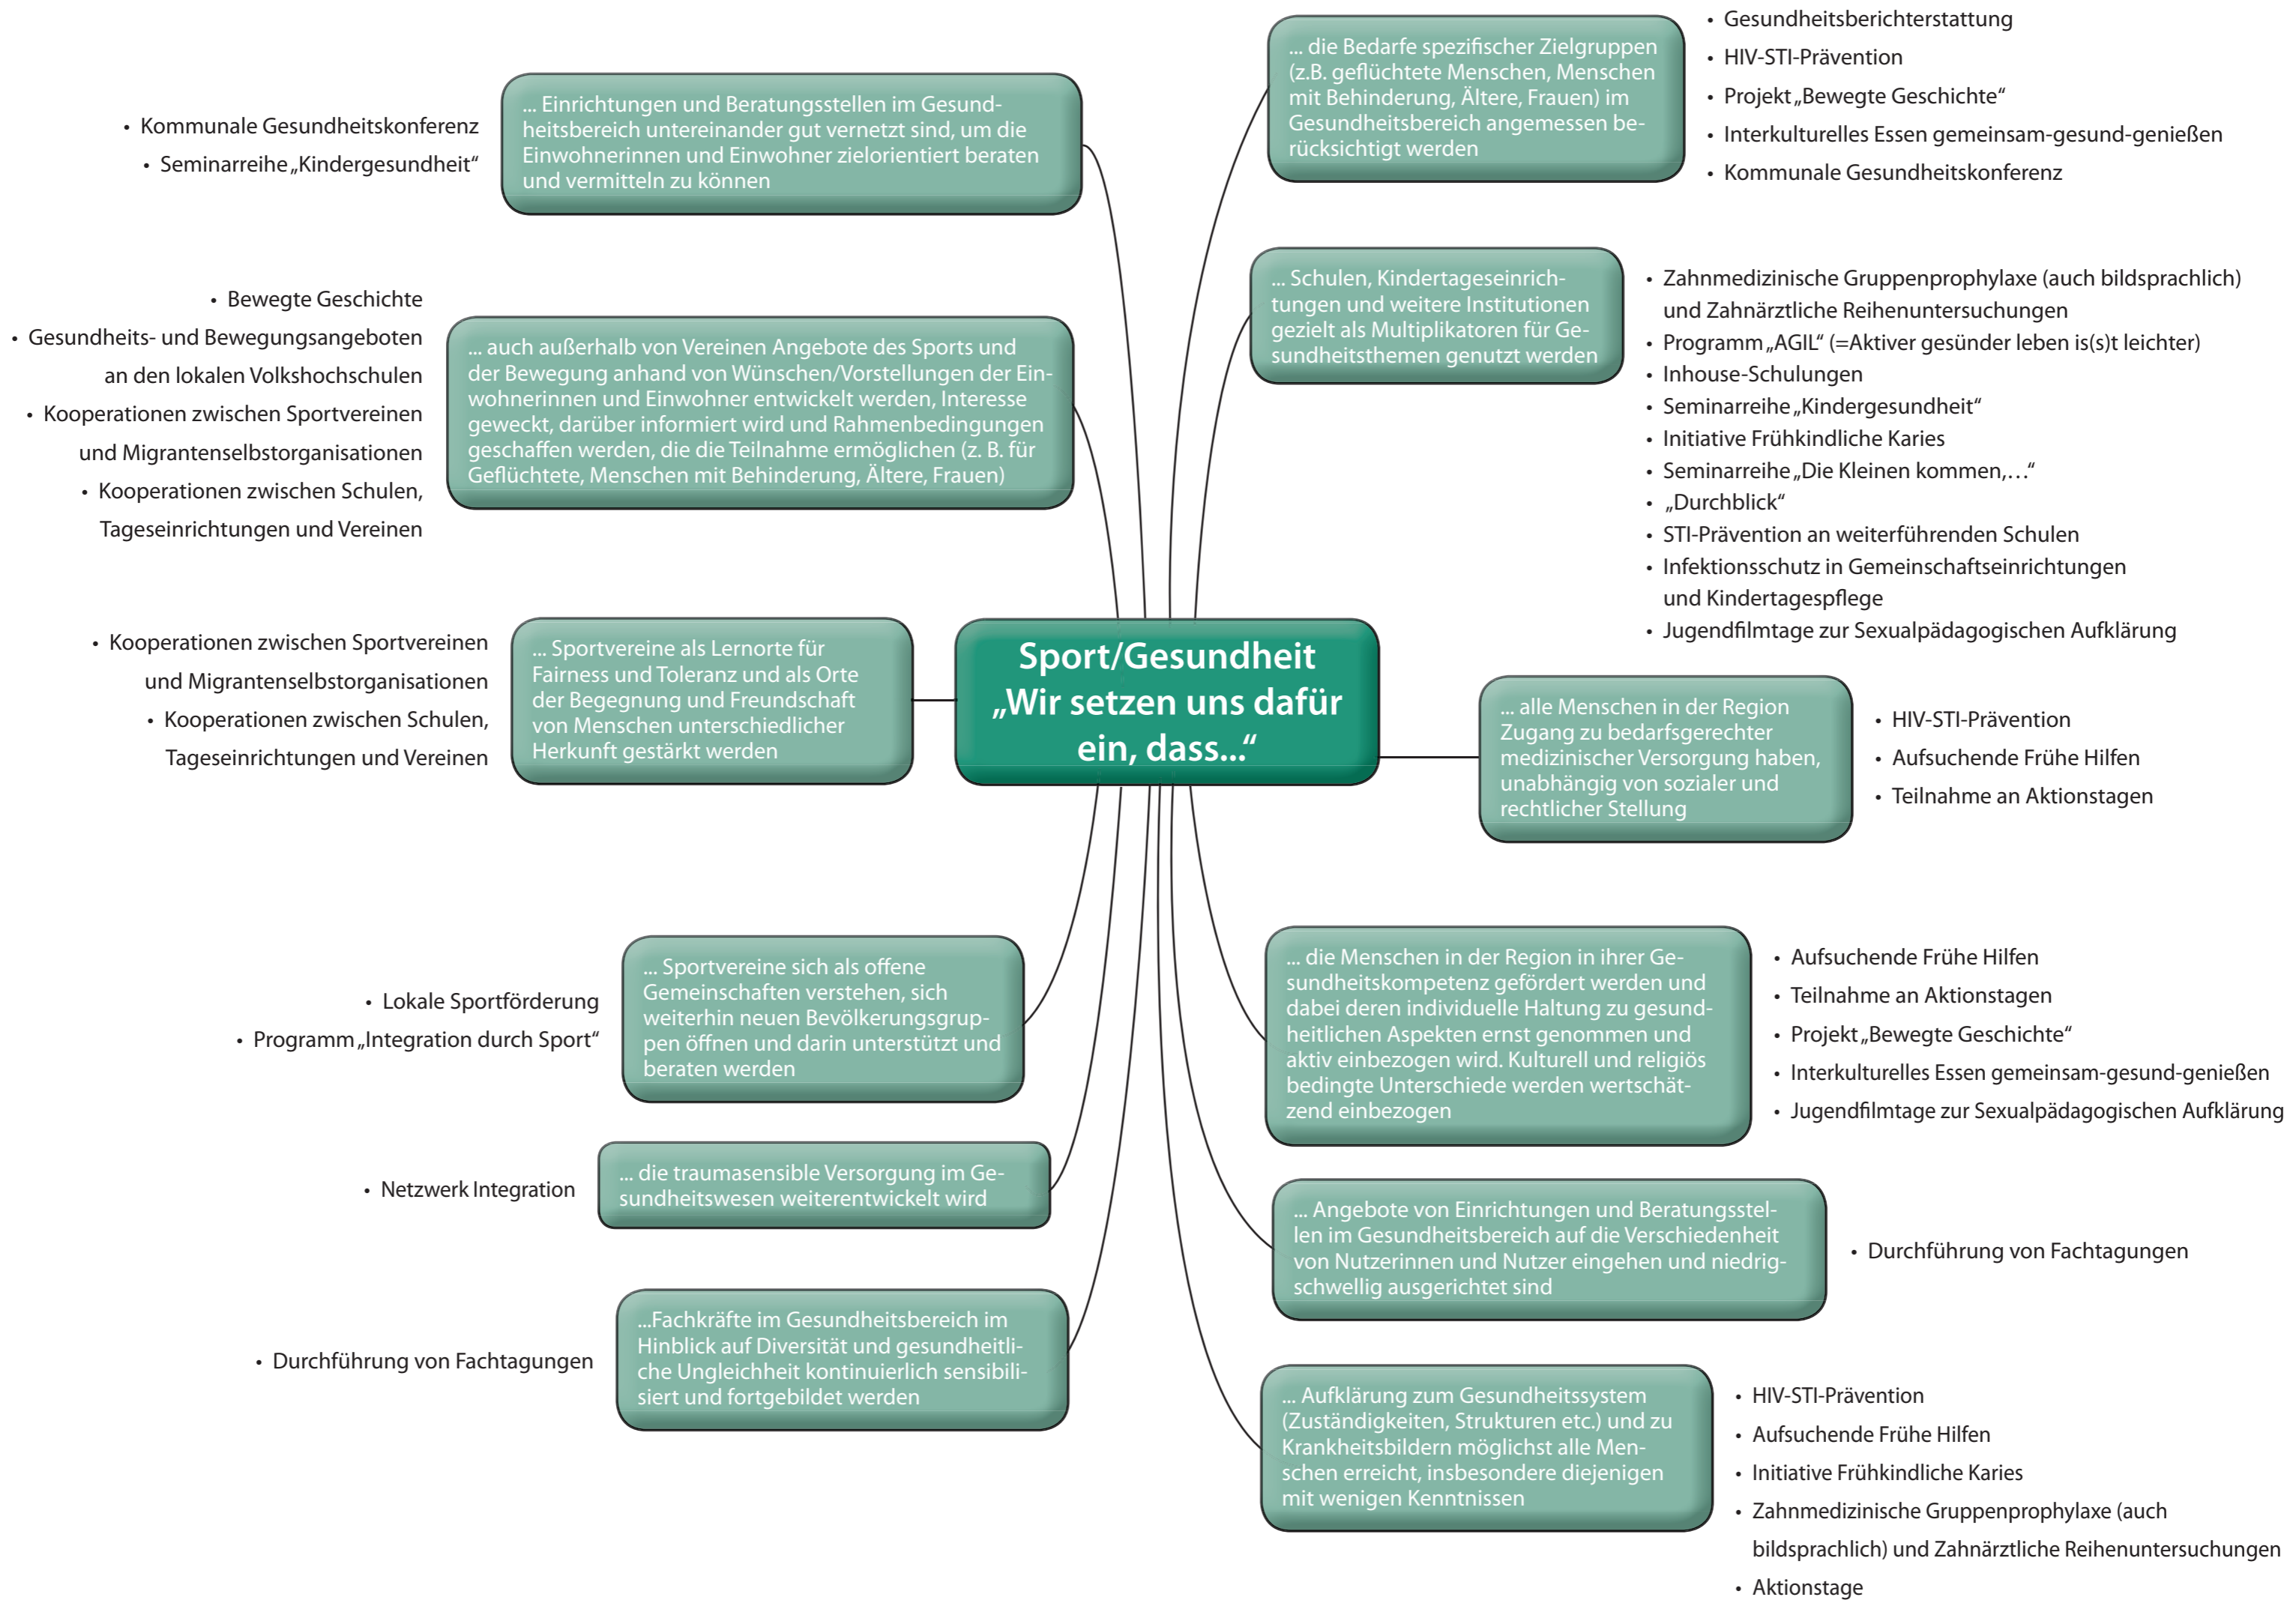 • Kommunale Gesundheitskonferenz
• Seminarreihe „Kindergesundheit“
... Einrichtungen und Beratungsstellen im Gesund-
heitsbereich untereinander gut vernetzt sind, um die
Einwohnerinnen und Einwohner zielorientiert beraten
und vermitteln zu können
• Bewegte Geschichte
• Gesundheits- und Bewegungsangeboten
an den lokalen Volkshochschulen
• Kooperationen zwischen Sportvereinen
und Migrantenselbstorganisationen
• Kooperationen zwischen Schulen,
Tageseinrichtungen und Vereinen
... auch außerhalb von Vereinen Angebote des Sports und
der Bewegung anhand von Wünschen/Vorstellungen der Ein-
wohnerinnen und Einwohner entwickelt werden, Interesse
geweckt, darüber informiert wird und Rahmenbedingungen
geschaffen werden, die die Teilnahme ermöglichen (z. B. für
Geflüchtete, Menschen mit Behinderung, Ältere, Frauen)
• Kooperationen zwischen Sportvereinen
und Migrantenselbstorganisationen
• Kooperationen zwischen Schulen,
Tageseinrichtungen und Vereinen
... Sportvereine als Lernorte für
Fairness und Toleranz und als Orte
der Begegnung und Freundschaft
von Menschen unterschiedlicher
Herkunft gestärkt werden
• Lokale Sportförderung
• Programm „Integration durch Sport“
... Sportvereine sich als offene
Gemeinschaften verstehen, sich
weiterhin neuen Bevölkerungsgrup-
pen öffnen und darin unterstützt und
beraten werden
• Netzwerk Integration
... die traumasensible Versorgung im Ge-
sundheitswesen weiterentwickelt wird
• Durchführung von Fachtagungen
...Fachkräfte im Gesundheitsbereich im
Hinblick auf Diversität und gesundheitli-
che Ungleichheit kontinuierlich sensibili-
siert und fortgebildet werden
Sport/Gesundheit
„Wir setzen uns dafür
ein, dass...“
... die Bedarfe spezifischer Zielgruppen
(z.B. geflüchtete Menschen, Menschen
mit Behinderung, Ältere, Frauen) im
Gesundheitsbereich angemessen be-
rücksichtigt werden
• Gesundheitsberichterstattung
• HIV-STI-Prävention
• Projekt „Bewegte Geschichte“
• Interkulturelles Essen gemeinsam-gesund-genießen
• Kommunale Gesundheitskonferenz
... Schulen, Kindertageseinrich-
tungen und weitere Institutionen
gezielt als Multiplikatoren für Ge-
sundheitsthemen genutzt werden
• Zahnmedizinische Gruppenprophylaxe (auch bildsprachlich)
und Zahnärztliche Reihenuntersuchungen
• Programm „AGIL“ (=Aktiver gesünder leben is(s)t leichter)
• Inhouse-Schulungen
• Seminarreihe „Kindergesundheit“
• Initiative Frühkindliche Karies
• Seminarreihe „Die Kleinen kommen,…“
• „Durchblick“
• STI-Prävention an weiterführenden Schulen
• Infektionsschutz in Gemeinschaftseinrichtungen
und Kindertagespflege
• Jugendfilmtage zur Sexualpädagogischen Aufklärung
... alle Menschen in der Region
Zugang zu bedarfsgerechter
medizinischer Versorgung haben,
unabhängig von sozialer und
rechtlicher Stellung
• HIV-STI-Prävention
• Aufsuchende Frühe Hilfen
• Teilnahme an Aktionstagen
... die Menschen in der Region in ihrer Ge-
sundheitskompetenz gefördert werden und
dabei deren individuelle Haltung zu gesund-
heitlichen Aspekten ernst genommen und
aktiv einbezogen wird. Kulturell und religiös
bedingte Unterschiede werden wertschät-
zend einbezogen
• Aufsuchende Frühe Hilfen
• Teilnahme an Aktionstagen
• Projekt „Bewegte Geschichte“
• Interkulturelles Essen gemeinsam-gesund-genießen
• Jugendfilmtage zur Sexualpädagogischen Aufklärung
... Angebote von Einrichtungen und Beratungsstel-
len im Gesundheitsbereich auf die Verschiedenheit
von Nutzerinnen und Nutzer eingehen und niedrig-
schwellig ausgerichtet sind
• Durchführung von Fachtagungen
... Aufklärung zum Gesundheitssystem
(Zuständigkeiten, Strukturen etc.) und zu
Krankheitsbildern möglichst alle Men-
schen erreicht, insbesondere diejenigen
mit wenigen Kenntnissen
• HIV-STI-Prävention
• Aufsuchende Frühe Hilfen
• Initiative Frühkindliche Karies
• Zahnmedizinische Gruppenprophylaxe (auch
bildsprachlich) und Zahnärztliche Reihenuntersuchungen
• Aktionstage